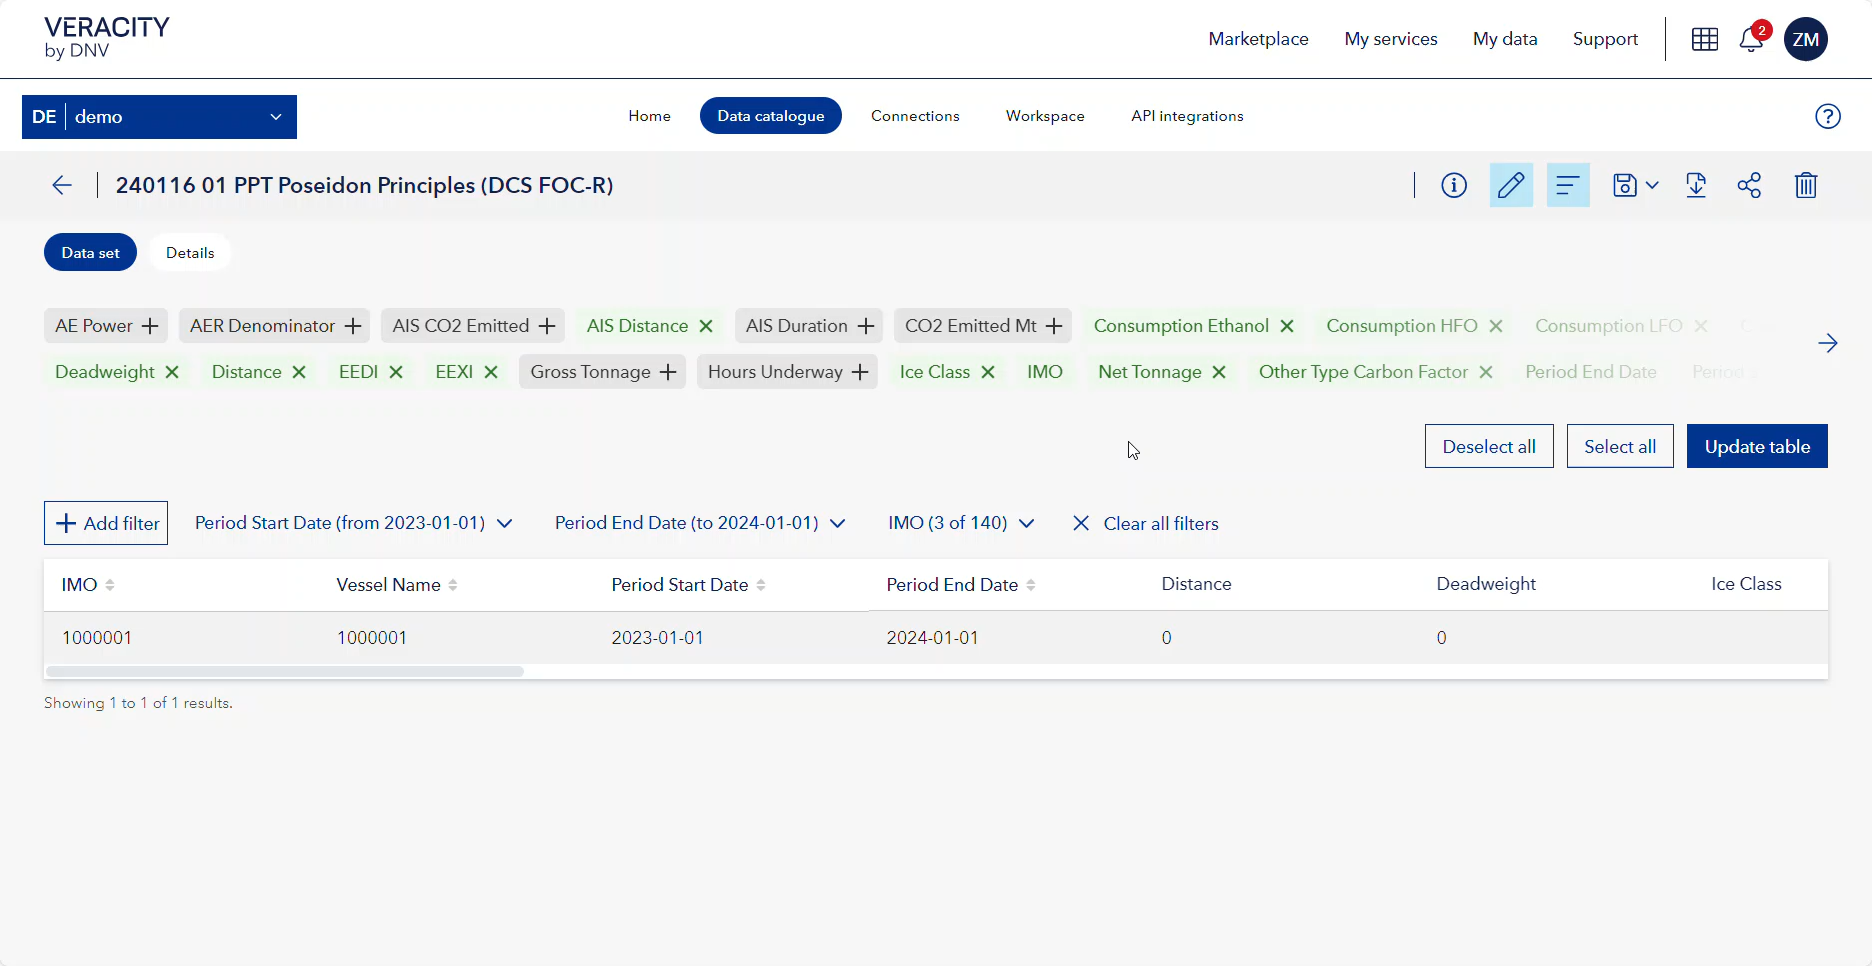 VERACITY
by DNV
Marketplace My services My data Support 2 ZM
DE demo Home Data catalogue Connections Workspace API integrations ?
240116 01 PPT Poseidon Principles (DCS FOC-R)
Data set Details
AE Power AER Denominator AIS CO2 Emitted AIS Distance AIS Duration CO2 Emitted Mt Consumption Ethanol Consumption HFO Consumption LFO
Deadweight Distance EEDI EEXI Gross Tonnage Hours Underway Ice Class IMO Net Tonnage Other Type Carbon Factor Period End Date Period
Deselect all Select all Update table
Add filter Period Start Date (from 2023-01-01) Period End Date (to 2024-01-01) IMO (3 of 140) Clear all filters
IMO Vessel Name Period Start Date Period End Date Distance Deadweight Ice Class
1000001 1000001 2023-01-01 2024-01-01 0 0
Showing 1 to 1 of 1 results.